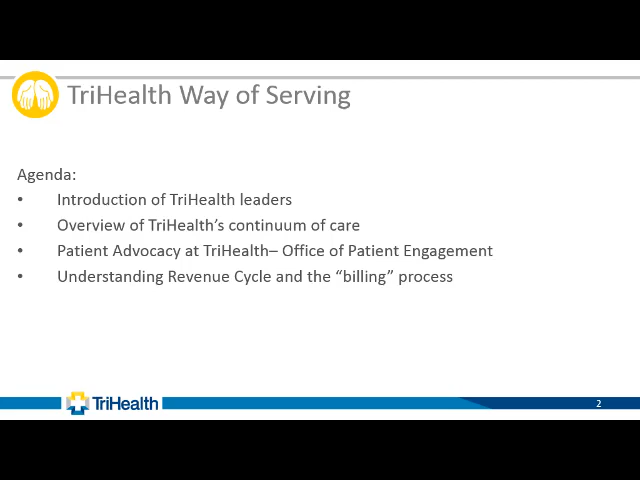 TriHealth Way of Serving
Agenda:
• Introduction of TriHealth leaders
• Overview of TriHealth’s continuum of care
• Patient Advocacy at TriHealth– Office of Patient Engagement
• Understanding Revenue Cycle and the “billing” process
TriHealth
2